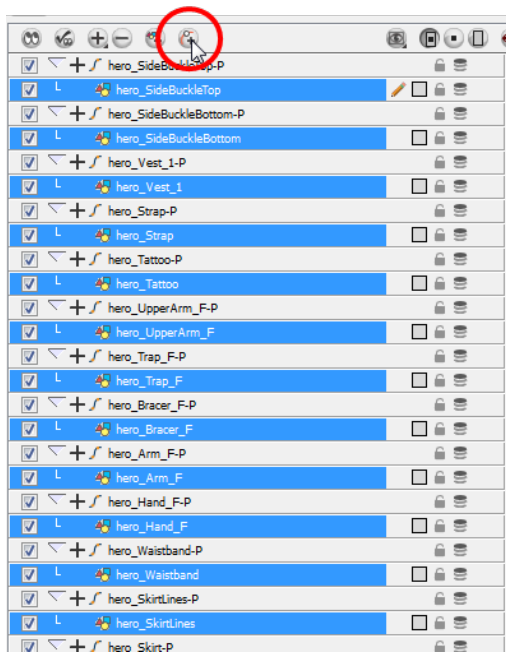 hero_SideBuckleTop-P
hero_SideBuckleTop
hero_SideBuckleBottom-P
hero_SideBuckleBottom
hero_Vest_1-P
hero_Vest_1
hero_Strap-P
hero_Strap
hero_Tattoo-P
hero_Tattoo
hero_UpperArm_F-P
hero_UpperArm_F
hero_Trap_F-P
hero_Trap_F
hero_Bracer_F-P
hero_Bracer_F
hero_Arm_F-P
hero_Arm_F
hero_Hand_F-P
hero_Hand_F
hero_Waistband-P
hero_Waistband
hero_SkirtLines-P
hero_SkirtLines
hero_Skirt-P